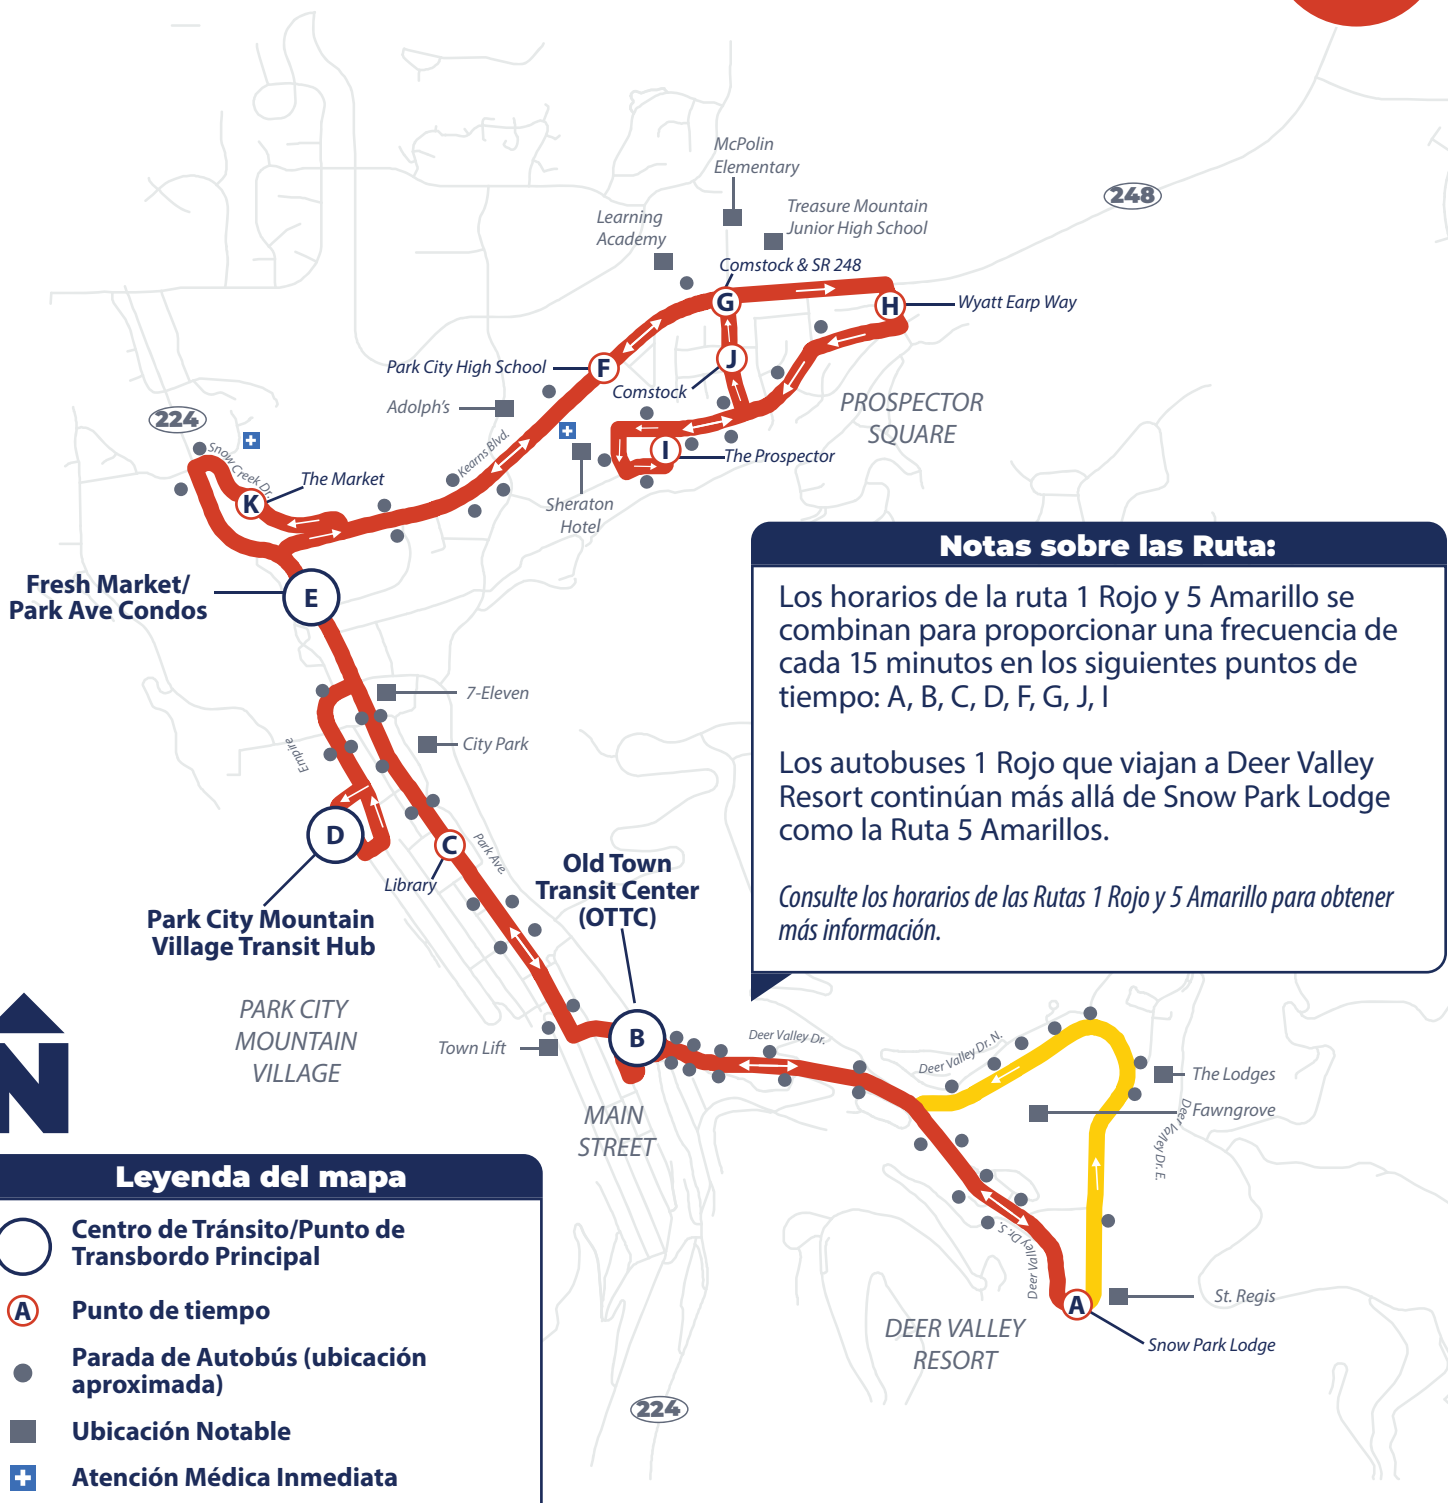 McPolin
Elementary
248
Treasure Mountain
Junior High School
Learning
Academy
Comstock & SR 248
G
H
Wyatt Earp Way
Park City High School
F
J
Comstock
Adolph's
PROSPECTOR
SQUARE
224
Kearns Blvd.
I
The Prospector
Snow Creek Dr.
The Market
K
Sheraton
Hotel
Fresh Market/
Park Ave Condos
E
7-Eleven
City Park
Empire
D
C
Park Ave.
Library
Park City Mountain
Village Transit Hub
Old Town
Transit Center
(OTTC)
PARK CITY
MOUNTAIN
VILLAGE
Town Lift
B
MAIN
STREET
Notas sobre las Ruta:
Los horarios de la ruta 1 Rojo y 5 Amarillo se
combinan para proporcionar una frecuencia de
cada 15 minutos en los siguientes puntos de
tiempo: A, B, C, D, F, G, J, I
Los autobuses 1 Rojo que viajan a Deer Valley
Resort continúan más allá de Snow Park Lodge
como la Ruta 5 Amarillos.
Consulte los horarios de las Rutas 1 Rojo y 5 Amarillo para obtener
más información.
Deer Valley Dr.
Deer Valley Dr. N.
The Lodges
Fawngrove
Deer Valley Dr. E.
Deer Valley Dr. S.
A
St. Regis
Snow Park Lodge
DEER VALLEY
RESORT
224
N
Leyenda del mapa
Centro de Tránsito/Punto de
Transbordo Principal
A Punto de tiempo
Parada de Autobús (ubicación
aproximada)
Ubicación Notable
Atención Médica Inmediata